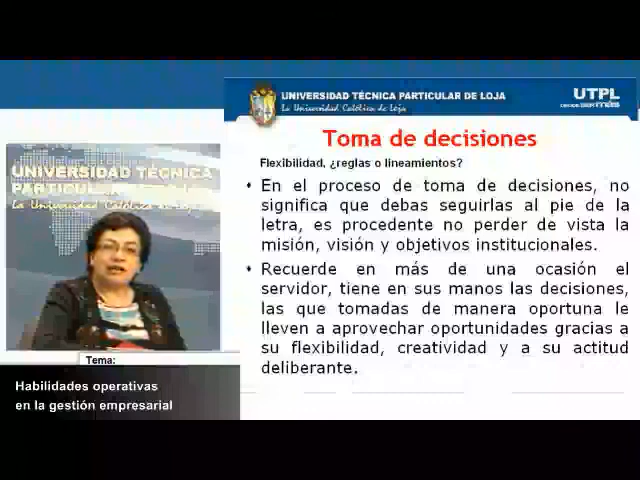 UNIVERSIDAD TÉCNICA PARTICULAR DE LOJA
La Universidad Católica de Loja
UTPL
Toma de decisiones
Flexibilidad, ¿reglas o lineamientos?
• En el proceso de toma de decisiones, no
significa que debas seguirlas al pie de la
letra, es procedente no perder de vista la
misión, visión y objetivos institucionales.
• Recuerde en más de una ocasión el
servidor, tiene en sus manos las decisiones,
las que tomadas de manera oportuna le
lleven a aprovechar oportunidades gracias a
su flexibilidad, creatividad y a su actitud
deliberante.
UNIVERSIDAD TÉCNICA
PARTICULAR DE LOJA
La Universidad Católica de Loja
Tema:
Habilidades operativas
en la gestión empresarial